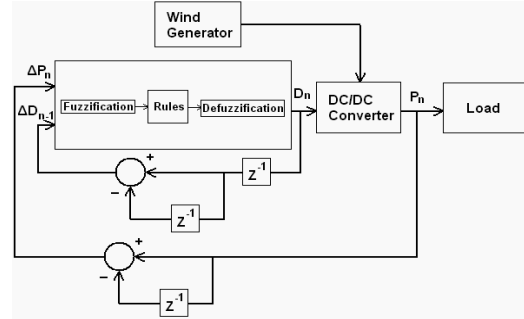 Wind
Generator
ΔPn
ΔDn-1
Fuzzification
Rules
Defuzzification
Dn
DC/DC
Converter
Pn
Load
+
−
Z-1
Z-1
+
−
Z-1